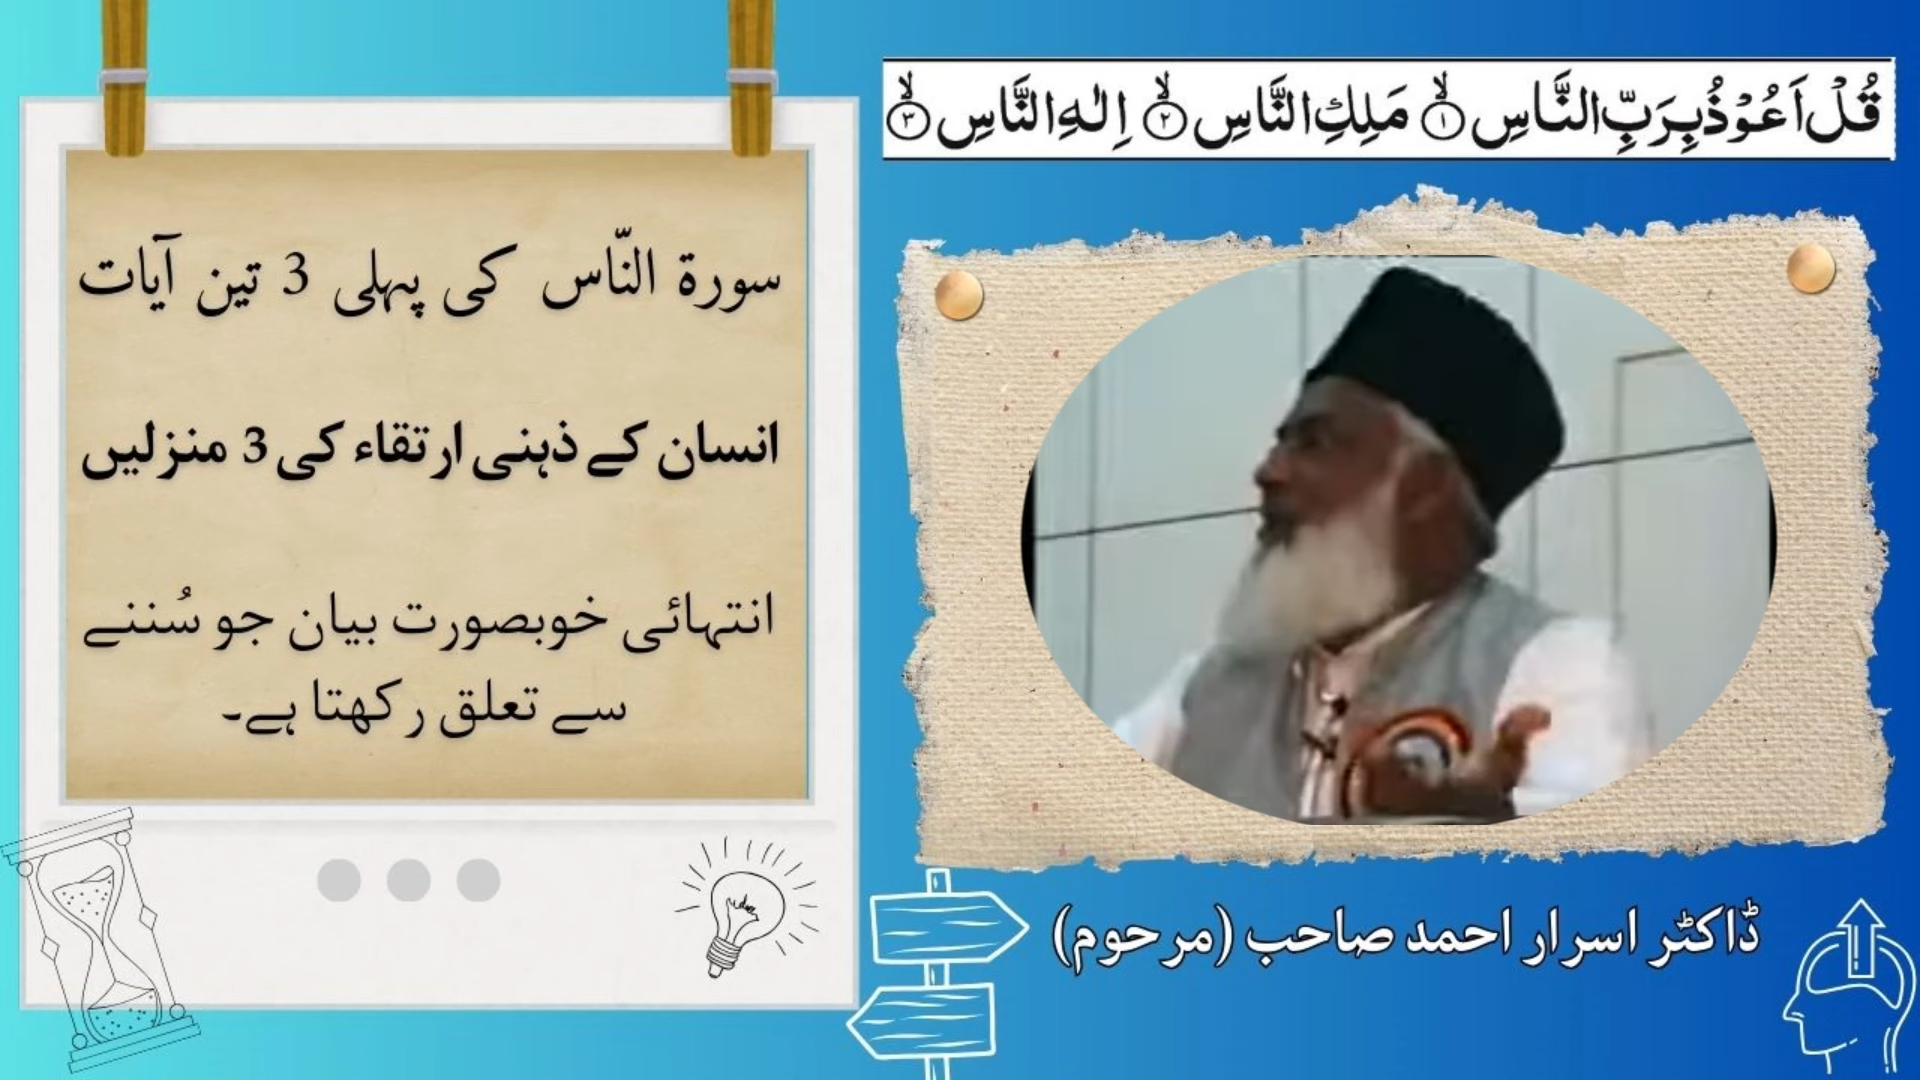 قُلْ اَعُوْذُ بِرَبِّ النَّاسِ ۙ﴿۱﴾ مَلِكِ النَّاسِ ۙ﴿۲﴾ اِلٰهِ النَّاسِ ۙ﴿۳﴾
سورۃ النّاس کی پہلی 3 تین آیات
انسان کے ذہنی ارتقاء کی 3 منزلیں
انتہائی خوبصورت بیان جو سُننے
سے تعلق رکھتا ہے۔
ڈاکٹر اسرار احمد صاحب (مرحوم)